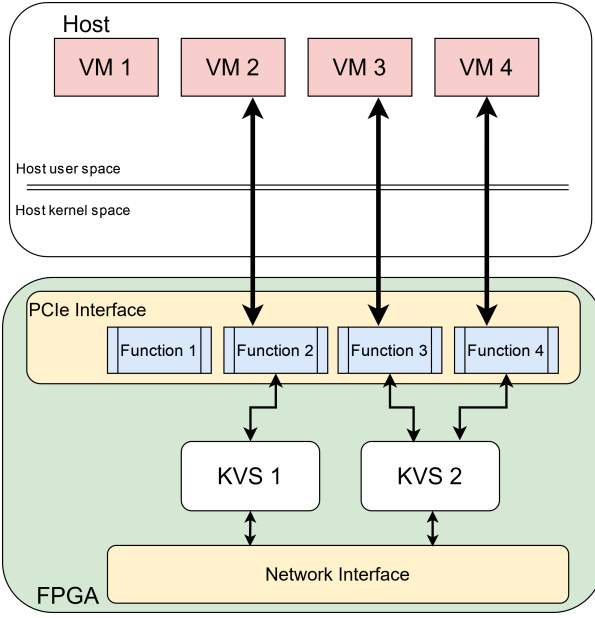 Host
VM 1
VM 2
VM 3
VM 4
Host user space
Host kernel space
PCIe Interface
Function 1
Function 2
Function 3
Function 4
KVS 1
KVS 2
Network Interface
FPGA